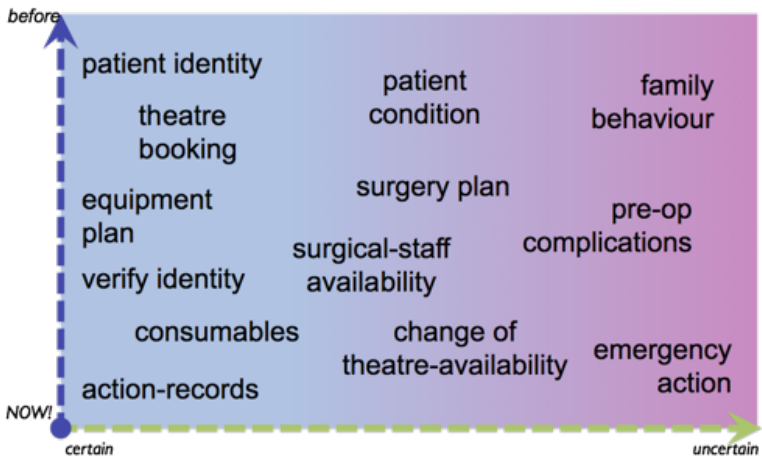 before
patient identity
patient
condition
family
behaviour
theatre
booking
surgery plan
equipment
plan
pre-op
complications
surgical-staff
availability
verify identity
consumables
change of
theatre-availability
emergency
action
action-records
NOW!
certain
uncertain